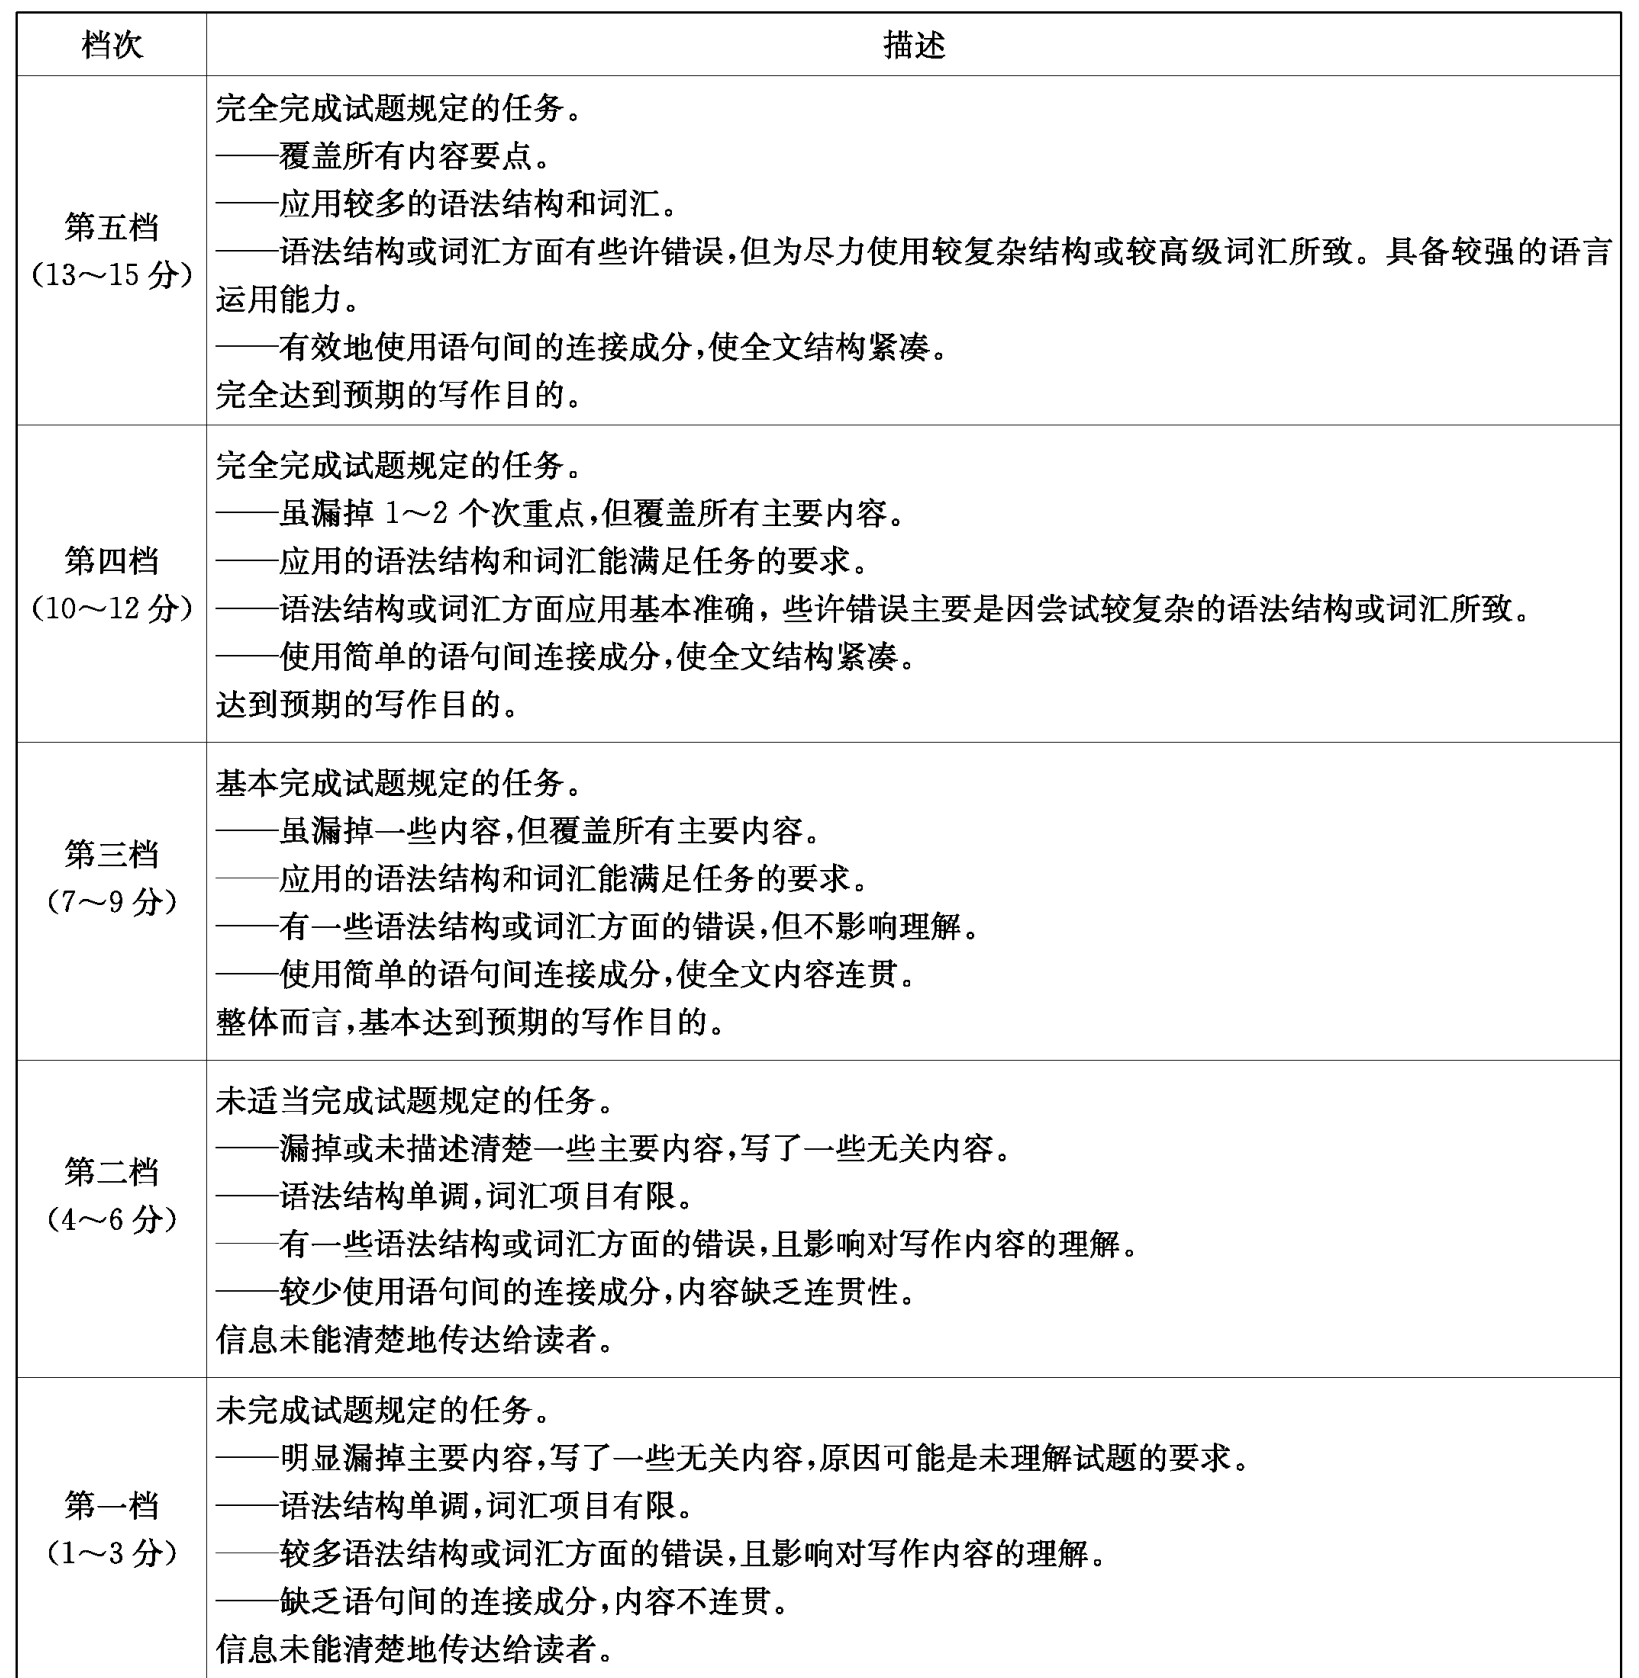 档次
描述
第五档
(13～15 分)
完全完成试题规定的任务。
——覆盖所有内容要点。
——应用较多的语法结构和词汇。
——语法结构或词汇方面有些许错误,但为尽力使用较复杂结构或较高级词汇所致。具备较强的语言
运用能力。
——有效地使用语句间的连接成分,使全文结构紧凑。
完全达到预期的写作目的。
第四档
(10～12 分)
完全完成试题规定的任务。
——虽漏掉 1～2 个次重点,但覆盖所有主要内容。
——应用的语法结构和词汇能满足任务的要求。
——语法结构或词汇方面应用基本准确, 些许错误主要是因尝试较复杂的语法结构或词汇所致。
——使用简单的语句间连接成分,使全文结构紧凑。
达到预期的写作目的。
第三档
(7～9 分)
基本完成试题规定的任务。
——虽漏掉一些内容,但覆盖所有主要内容。
——应用的语法结构和词汇能满足任务的要求。
——有一些语法结构或词汇方面的错误,但不影响理解。
——使用简单的语句间连接成分,使全文内容连贯。
整体而言,基本达到预期的写作目的。
第二档
(4～6 分)
未适当完成试题规定的任务。
——漏掉或未描述清楚一些主要内容,写了一些无关内容。
——语法结构单调,词汇项目有限。
——有一些语法结构或词汇方面的错误,且影响对写作内容的理解。
——较少使用语句间的连接成分,内容缺乏连贯性。
信息未能清楚地传达给读者。
第一档
(1～3 分)
未完成试题规定的任务。
——明显漏掉主要内容,写了一些无关内容,原因可能是未理解试题的要求。
——语法结构单调,词汇项目有限。
——较多语法结构或词汇方面的错误,且影响对写作内容的理解。
——缺乏语句间的连接成分,内容不连贯。
信息未能清楚地传达给读者。